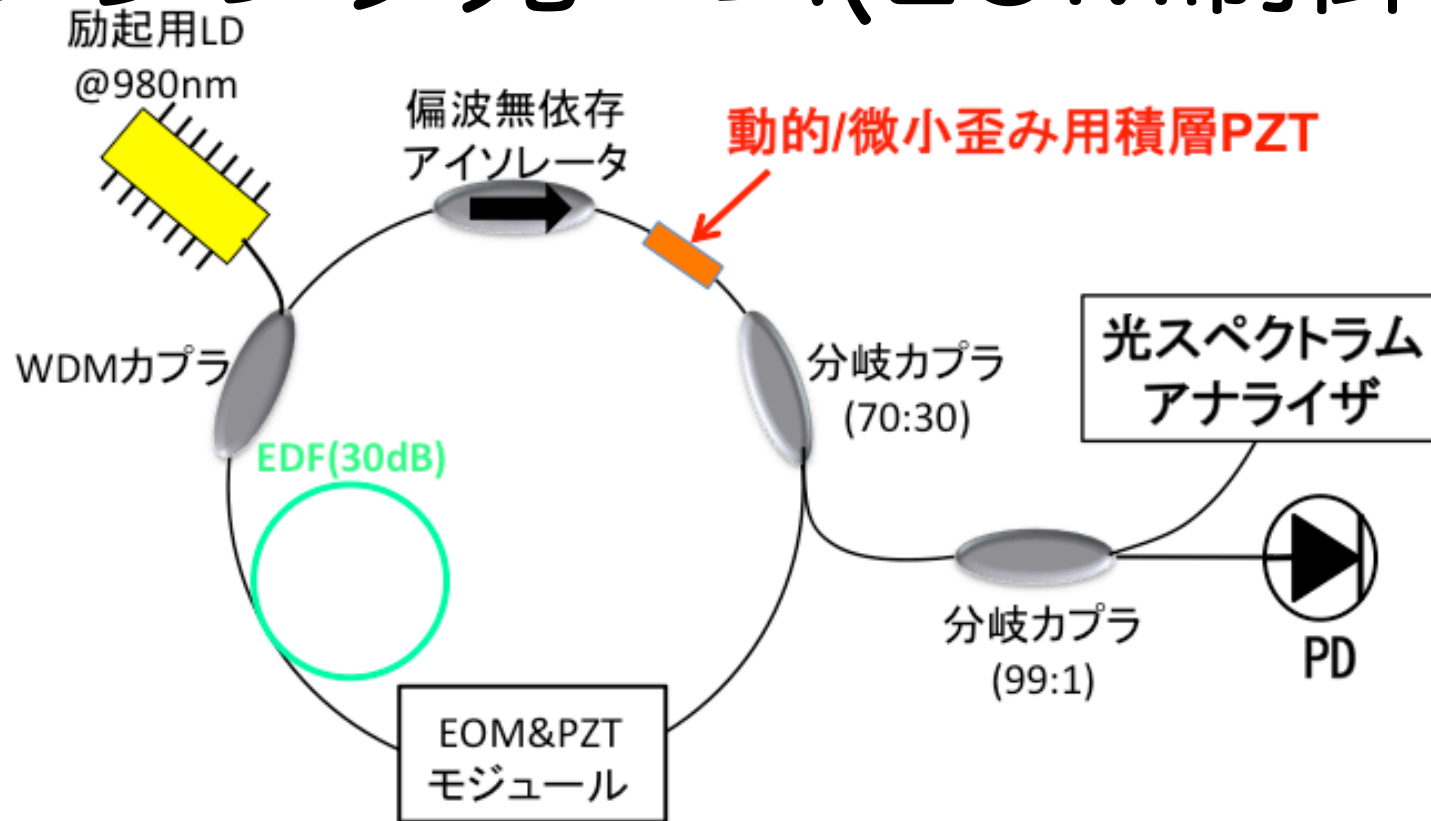 励起用LD
@980nm
偏波無依存
アイソレータ
動的/微小歪み用積層PZT
WDMカプラ
分岐カプラ
(70:30)
光スペクトラム
アナライザ
EDF(30dB)
分岐カプラ
(99:1)
PD
EOM&PZT
モジュール